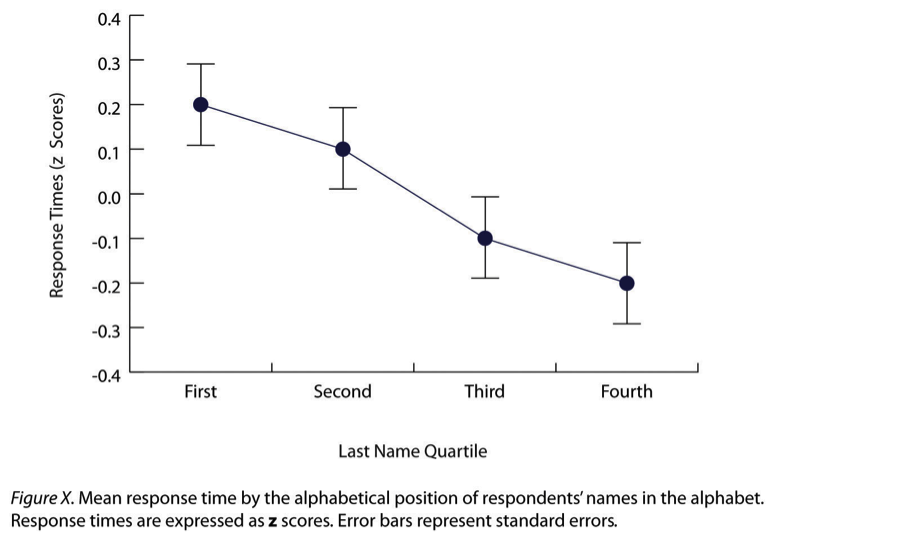 0.4
0.3
0.2
0.1
0.0
-0.1
-0.2
-0.3
-0.4
Response Times (z Scores)
First Second Third Fourth
Last Name Quartile
Figure X. Mean response time by the alphabetical position of respondents' names in the alphabet.
Response times are expressed as z scores. Error bars represent standard errors.